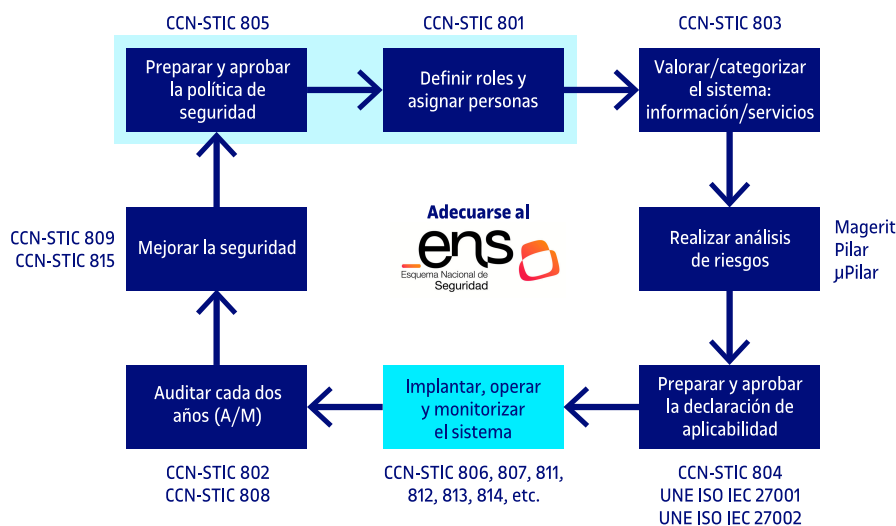 CCN-STIC 805
CCN-STIC 801
CCN-STIC 803
Preparar y aprobar
la política de
seguridad
Definir roles y
asignar personas
Valorar/categorizar
el sistema:
información/servicios
CCN-STIC 809
CCN-STIC 815
Mejorar la seguridad
Adecuarse al
ens
Esquema Nacional de
Seguridad
Realizar análisis
de riesgos
Magerit
Pilar
µPilar
Auditar cada dos
años (A/M)
Implantar, operar
y monitorizar
el sistema
Preparar y aprobar
la declaración de
aplicabilidad
CCN-STIC 802
CCN-STIC 808
CCN-STIC 806, 807, 811,
812, 813, 814, etc.
CCN-STIC 804
UNE ISO IEC 27001
UNE ISO IEC 27002